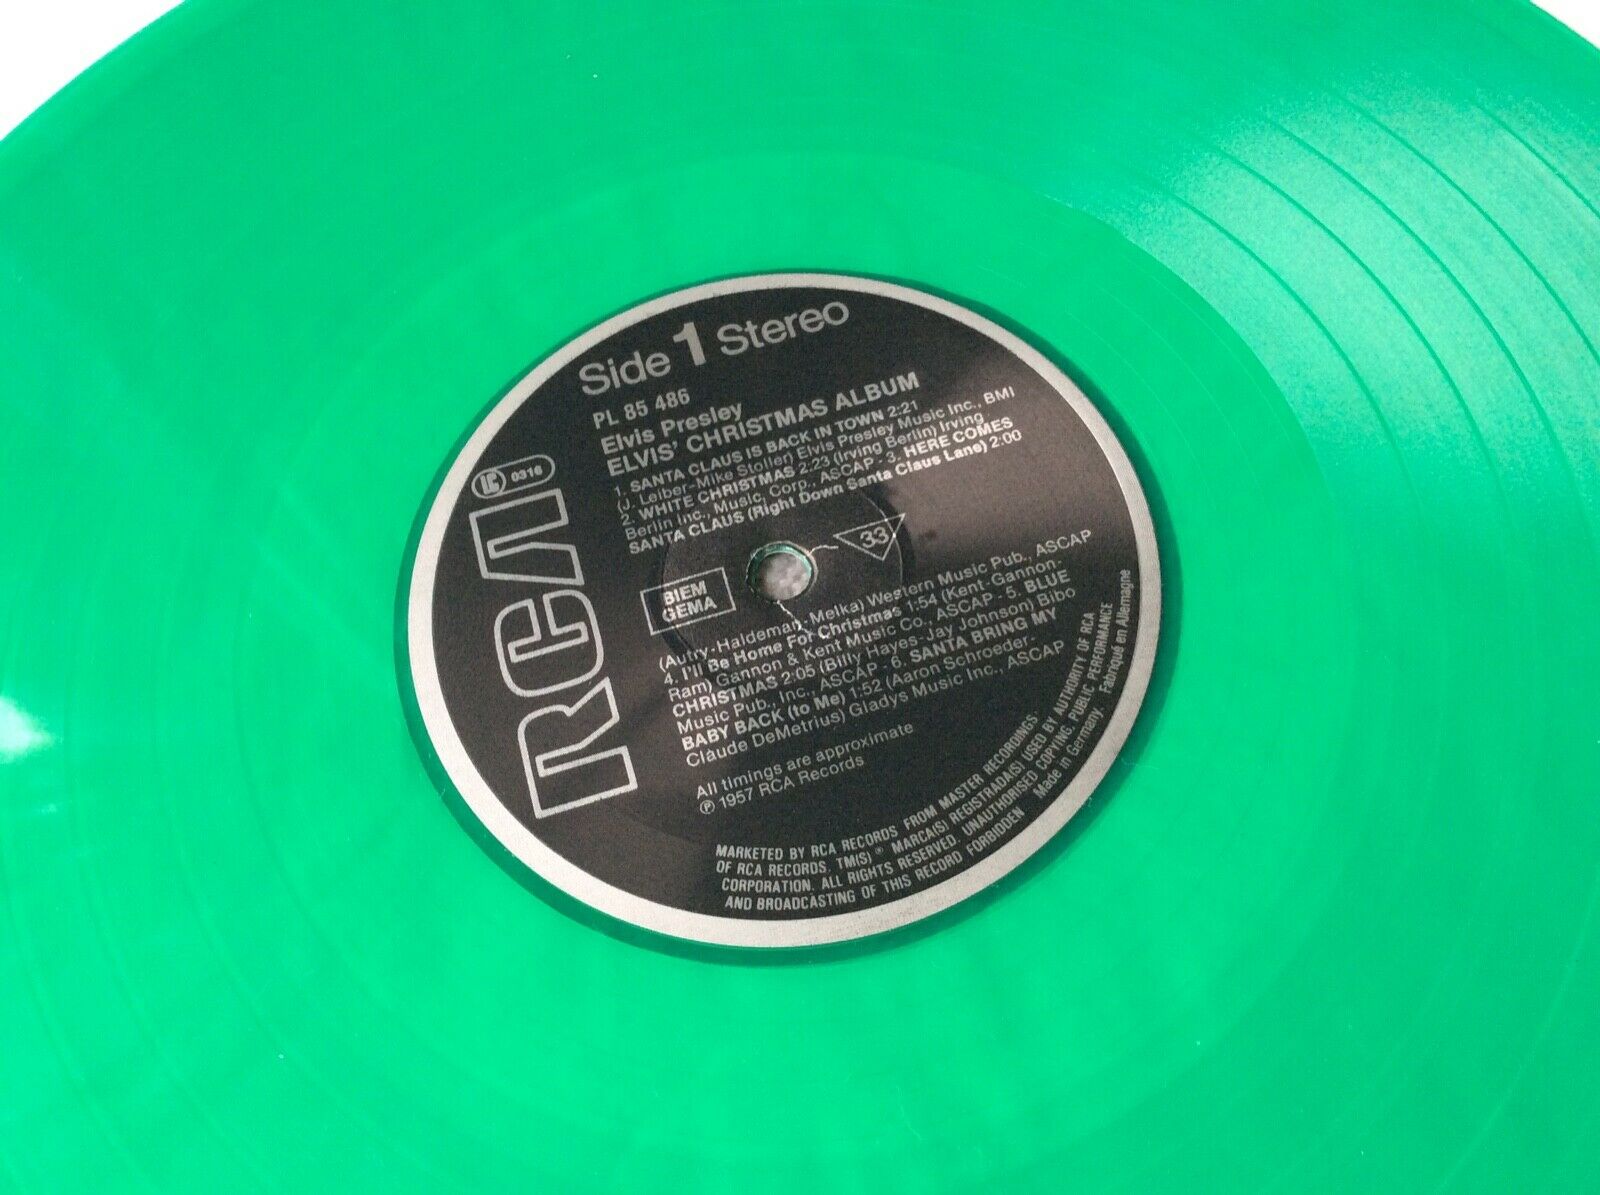 Side 1 Stereo
PL 85 486
Elvis Presley
ELVIS' CHRISTMAS ALBUM
1. SANTA CLAUS IS BACK IN TOWN 2:21
(J. Leiber-Mike Stoller) Elvis Presley Music Inc., BMI
2. WHITE CHRISTMAS 2:23 (Irving Berlin) Irving
Berlin Inc., Music, Corp., ASCAP - 3. HERE COMES
SANTA CLAUS (Right Down Santa Claus Lane) 2:00
LC 0316
RCA
33
BIEM
GEMA
(Autry-Haldeman-Melka) Western Music Pub., ASCAP
4. I'll Be Home For Christmas 1:54 (Kent-Gannon-
Ram) Gannon & Kent Music Co., ASCAP - 5. BLUE
CHRISTMAS 2:05 (Billy Hayes-Jay Johnson) Bibo
Music Pub., Inc., ASCAP - 6. SANTA BRING MY
BABY BACK (to Me) 1:52 (Aaron Schroeder-
Claude DeMetrius) Gladys Music Inc., ASCAP
All timings are approximate
℗ 1957 RCA Records
MARKETED BY RCA RECORDS FROM MASTER RECORDINGS
OF RCA RECORDS. TM(S) ® MARCA(S) REGISTRADA(S) USED BY AUTHORITY OF RCA
CORPORATION. ALL RIGHTS RESERVED. UNAUTHORISED COPYING, PUBLIC PERFORMANCE
AND BROADCASTING OF THIS RECORD FORBIDDEN Made in Germany. Fabriqué en Allemagne